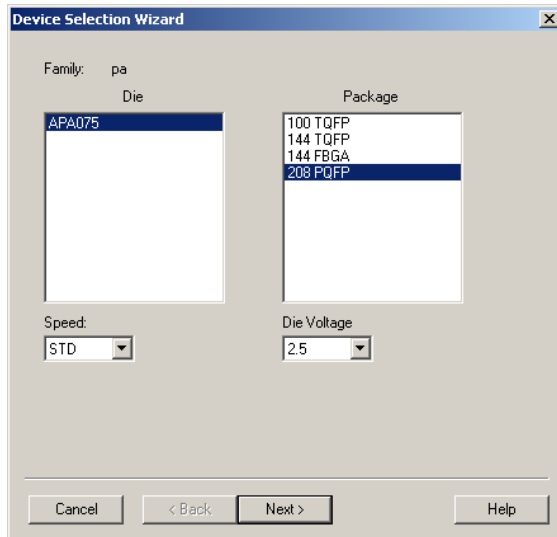 Device Selection Wizard
Family: pa
Die
Package
APA075
100 TQFP
144 TQFP
144 FBGA
208 PQFP
Speed:
Die Voltage
STD
2.5
Cancel
< Back
Next >
Help